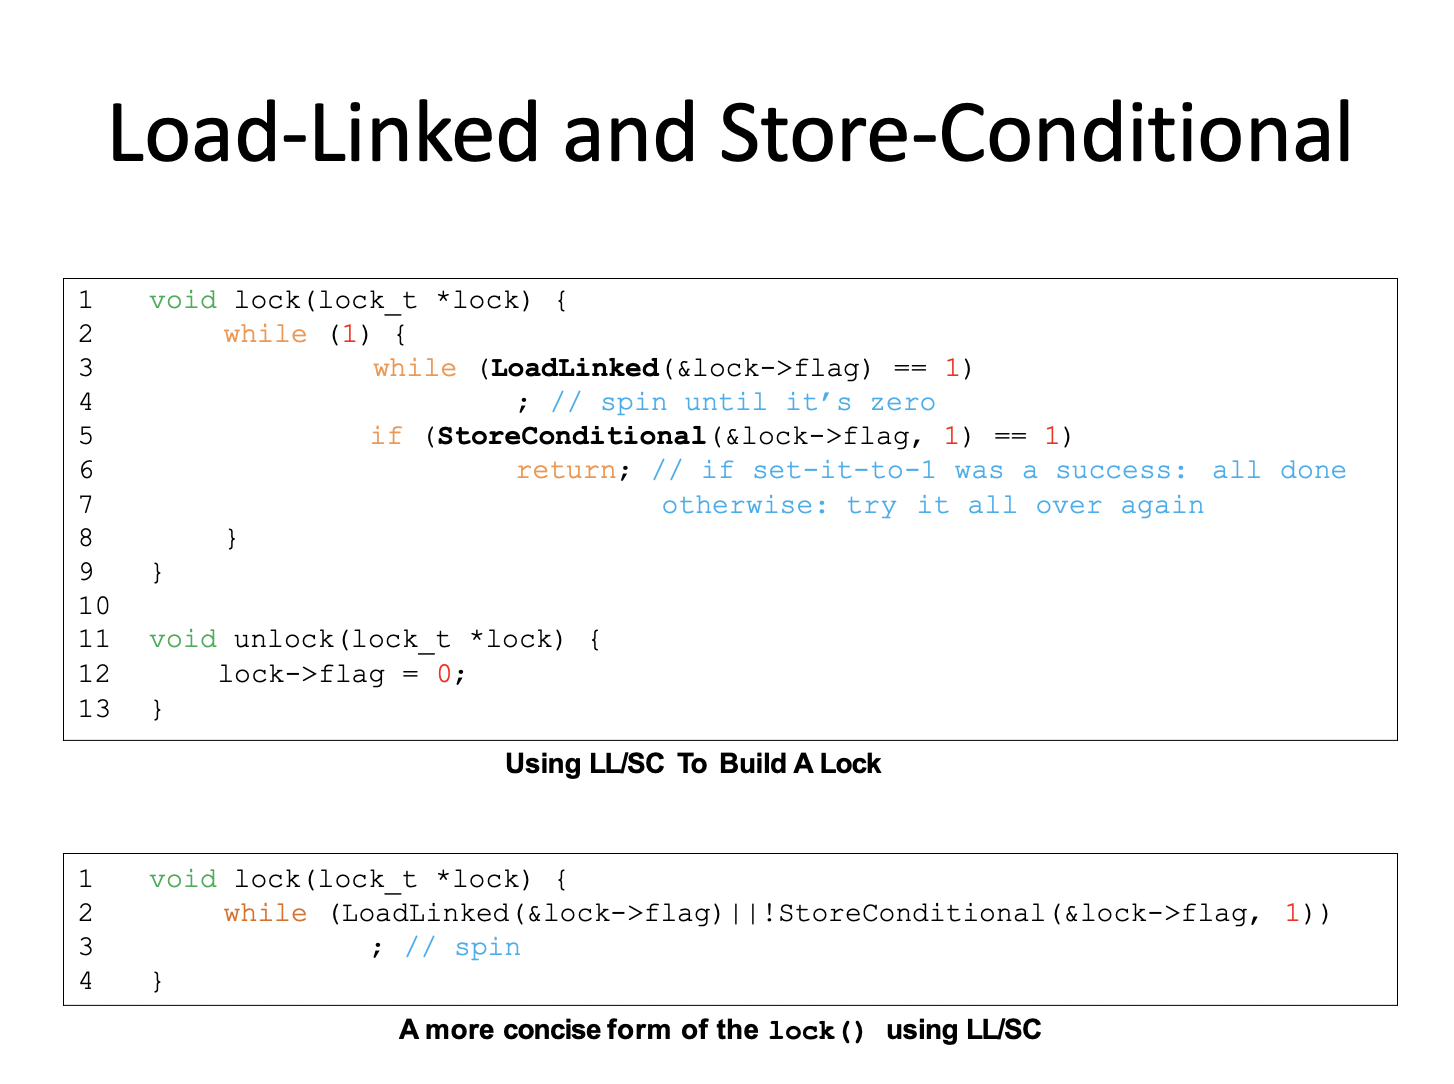 Load-Linked and Store-Conditional
1 void lock(lock_t *lock) {
2 while (1) {
3 while (LoadLinked(&lock->flag) == 1)
4 ; // spin until it’s zero
5 if (StoreConditional(&lock->flag, 1) == 1)
6 return; // if set-it-to-1 was a success: all done
7 otherwise: try it all over again
8 }
9 }
10
11 void unlock(lock_t *lock) {
12 lock->flag = 0;
13 }
Using LL/SC To Build A Lock
1 void lock(lock_t *lock) {
2 while (LoadLinked(&lock->flag)||!StoreConditional(&lock->flag, 1))
3 ; // spin
4 }
A more concise form of the lock() using LL/SC